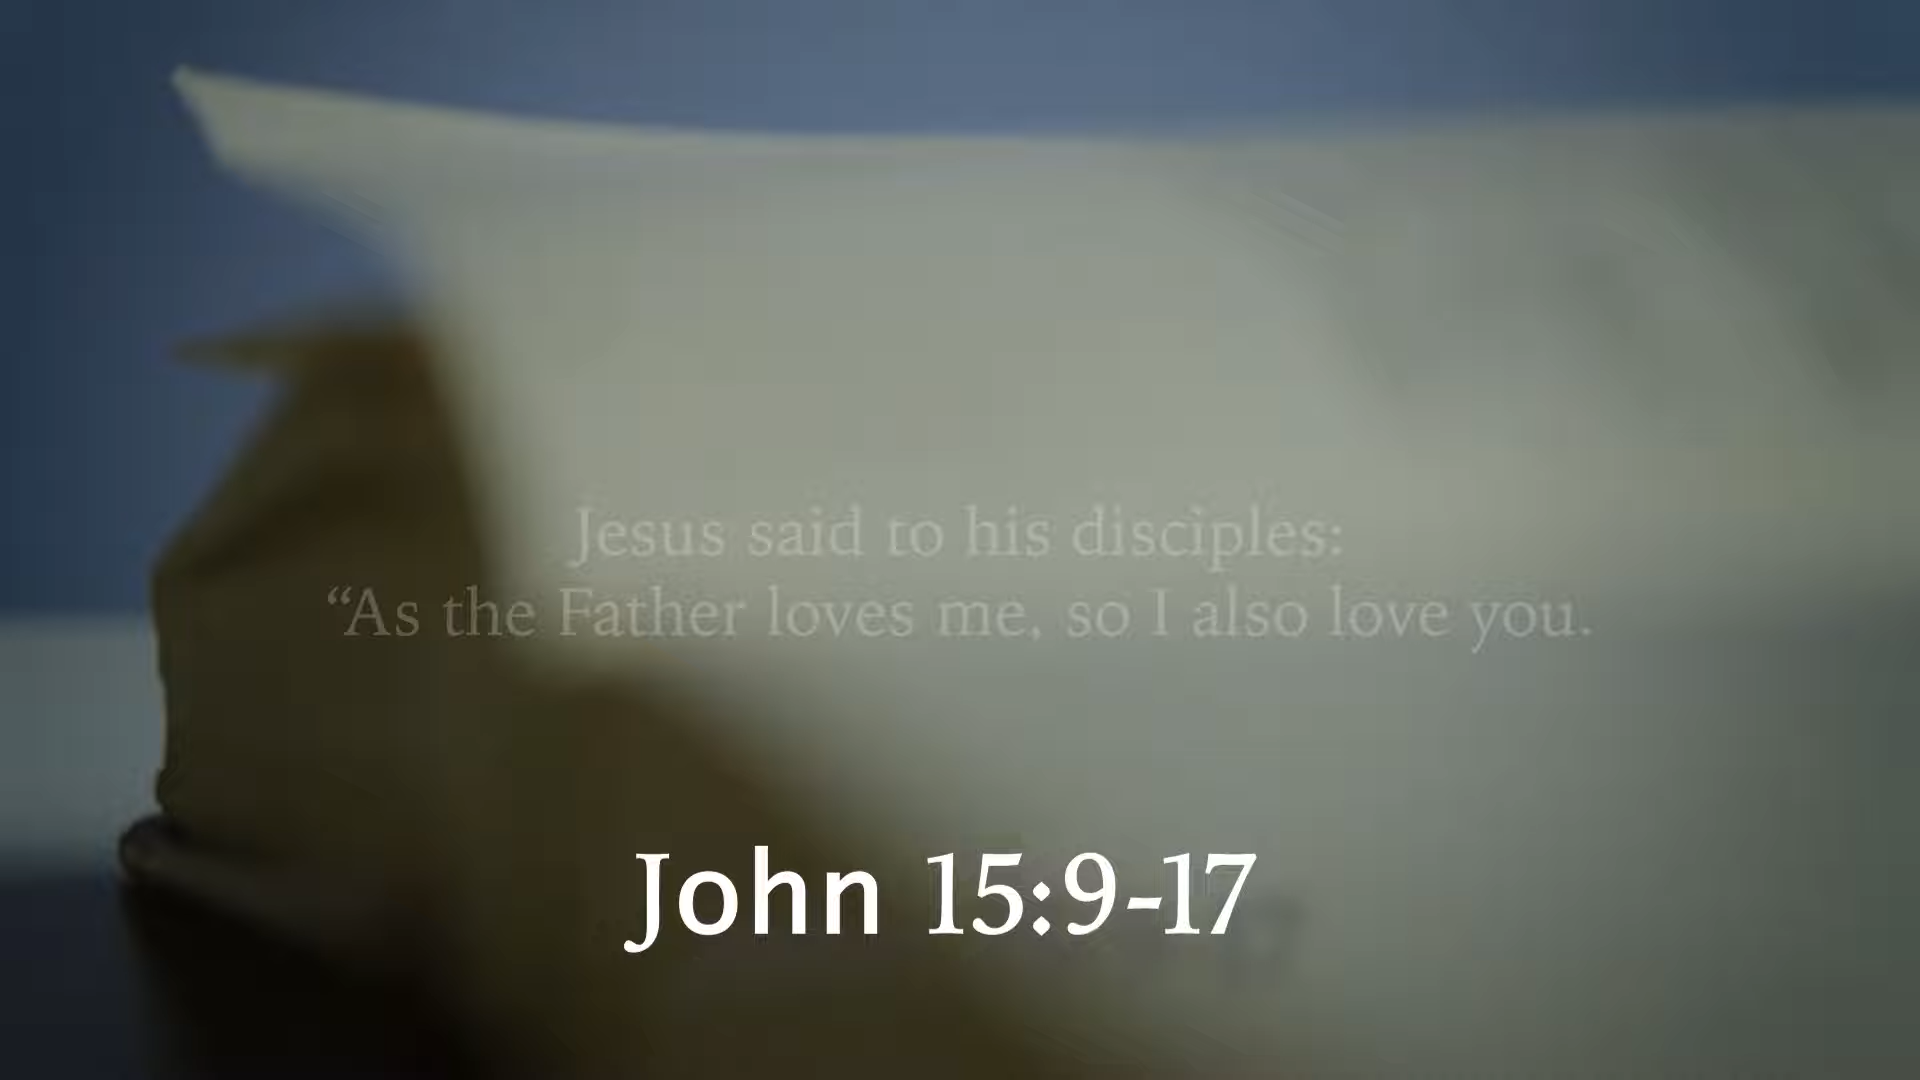 Jesus said to his disciples:
“As the Father loves me, so I also love you.
John 15:9-17